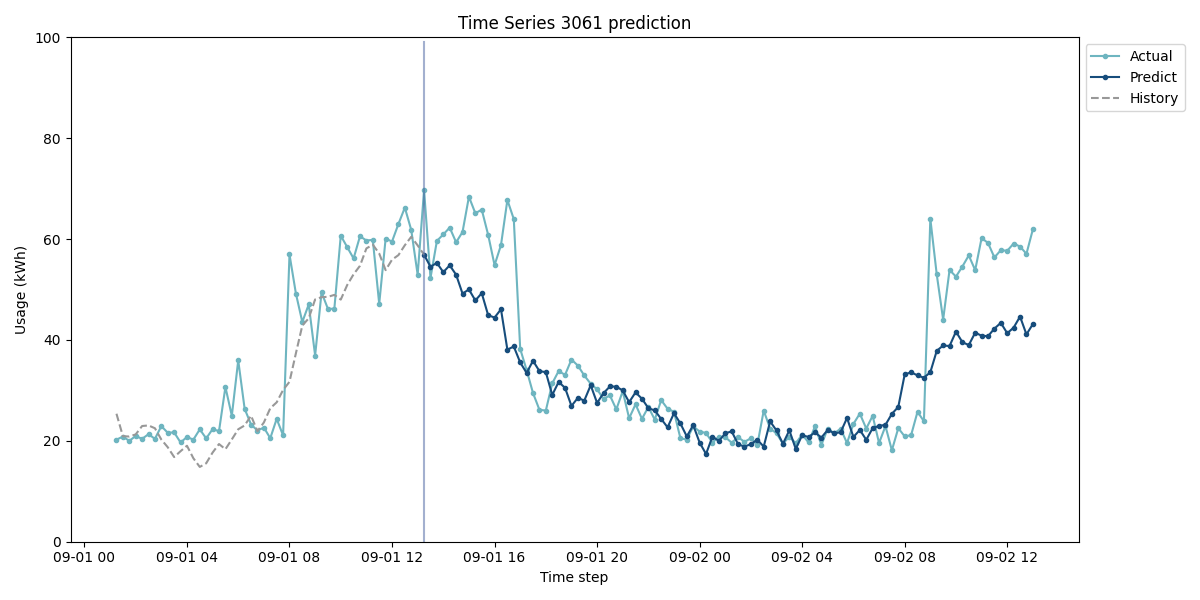 Time Series 3061 prediction
Actual
Predict
History
Usage (kWh)
100
80
60
40
20
0
09-01 00
09-01 04
09-01 08
09-01 12
09-01 16
09-01 20
09-02 00
09-02 04
09-02 08
09-02 12
Time step